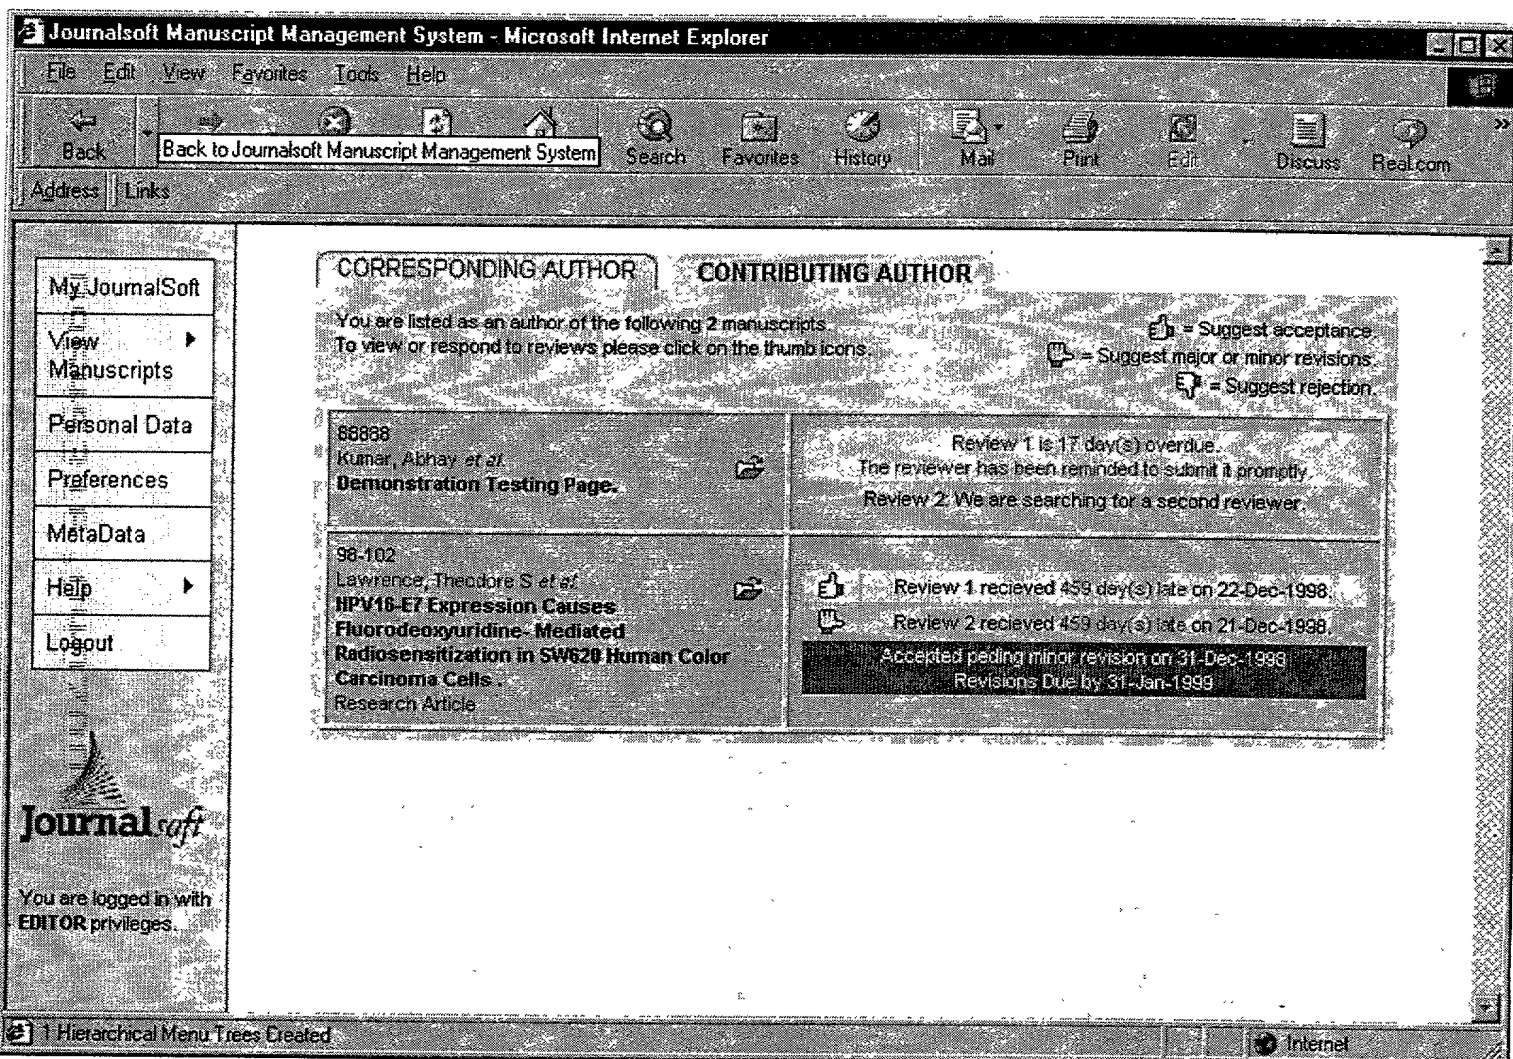 Journalsoft Manuscript Management System - Microsoft Internet Explorer
File Edit View Favorites Tools Help
Back Search Favorites History Mail Print Edit Discuss Real.com
Back to Journalsoft Manuscript Management System
Address Links
My JournalSoft
View
Manuscripts
Personal Data
Preferences
MetaData
Help
Logout
Journalsoft
You are logged in with
EDITOR privileges.
CORRESPONDING AUTHOR CONTRIBUTING AUTHOR
You are listed as an author of the following 2 manuscripts.
To view or respond to reviews please click on the thumb icons.
= Suggest acceptance.
= Suggest major or minor revisions.
= Suggest rejection.
88888
Kumar, Abhay et al.
Demonstration Testing Page.
Review 1 is 17 day(s) overdue.
The reviewer has been reminded to submit it promptly.
Review 2: We are searching for a second reviewer.
98-102
Lawrence, Theodore S et al.
HPV16-E7 Expression Causes
Fluorodeoxyuridine- Mediated
Radiosensitization in SW620 Human Color
Carcinoma Cells .
Research Article
Review 1 recieved 459 day(s) late on 22-Dec-1998.
Review 2 recieved 459 day(s) late on 21-Dec-1998.
Accepted peding minor revision on 31-Dec-1998
Revisions Due by 31-Jan-1999
1 Hierarchical Menu Trees Created
Internet